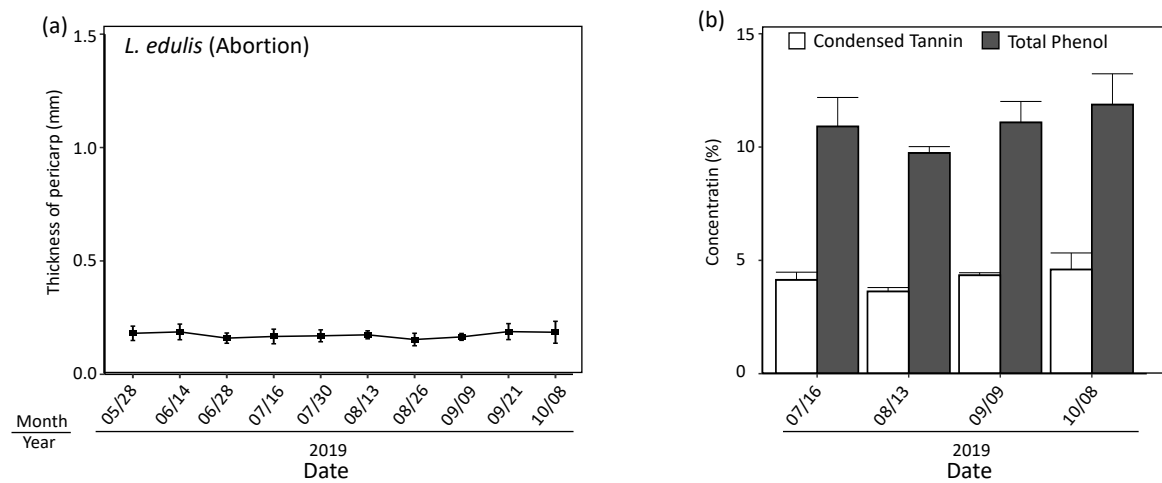 (a)
L. edulis (Abortion)
Thickness of pericarp (mm)
1.5
1.0
0.5
0.0
05/28
06/14
06/28
07/16
07/30
08/13
08/26
09/09
09/21
10/08
Month
Year
2019
Date
(b)
Condensed Tannin
Total Phenol
Concentratin (%)
15
10
5
0
07/16
08/13
09/09
10/08
2019
Date